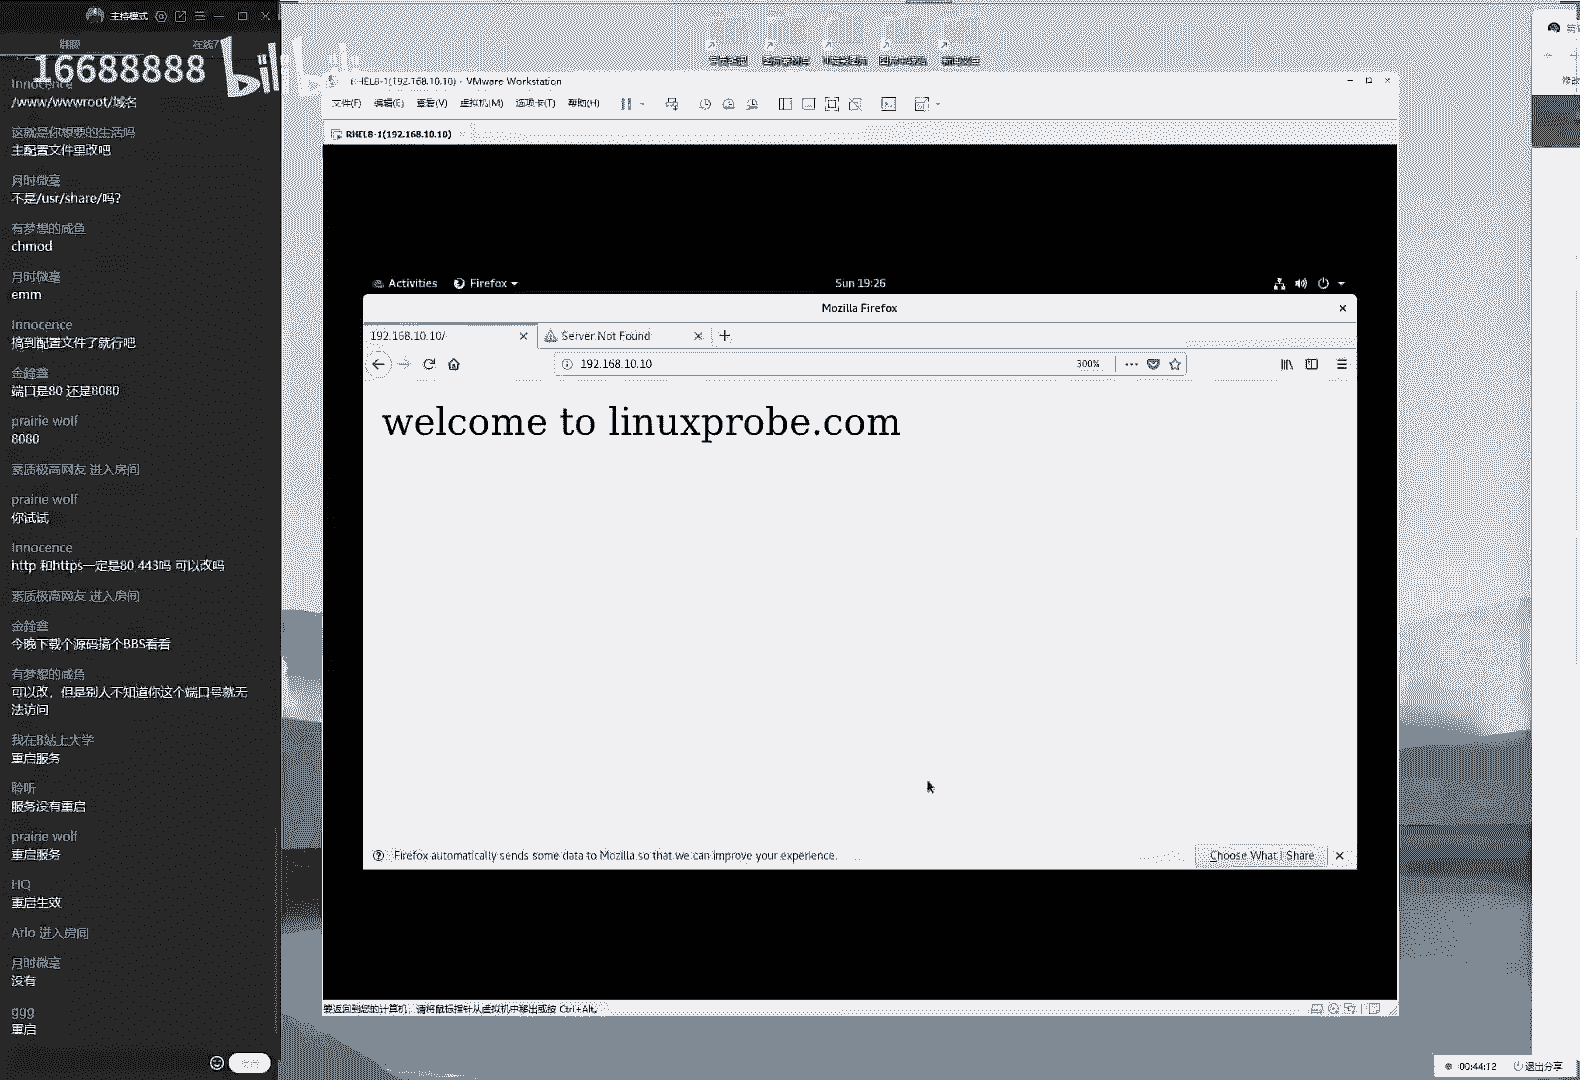 主持模式
聊天
在线7
16688888
bilibili
Innocence
/www/wwwroot/域名
这就是你想要的生活吗
主配置文件里改吧
月时微毫
不是/usr/share/吗?
有梦想的咸鱼
chmod
月时微毫
emm
Innocence
搞到配置文件了就行吧
金鍂鑫
端口是80 还是8080
prairie wolf
8080
素质极高网友 进入房间
prairie wolf
你试试
Innocence
http 和https一定是80 443吗 可以改吗
素质极高网友 进入房间
金鍂鑫
今晚下载个源码搞个BBS看看
有梦想的咸鱼
可以改，但是别人不知道你这个端口号就无
法访问
我在B站上大学
重启服务
聆听
服务没有重启
prairie wolf
重启服务
HQ
重启生效
Arlo 进入房间
月时微毫
没有
ggg
重启
RHEL8-1(192.168.10.10) - VMware Workstation
文件(F) 编辑(E) 查看(V) 虚拟机(M) 选项卡(T) 帮助(H)
RHEL8-1(192.168.10.10)
Activities Firefox Sun 19:26
Mozilla Firefox
192.168.10.10/ Server Not Found
192.168.10.10 300%
welcome to linuxprobe.com
Firefox automatically sends some data to Mozilla so that we can improve your experience. Choose What I Share
要返回到您的计算机，请将鼠标指针从虚拟机中移出或按 Ctrl+Alt。
00:44:12 退出分享